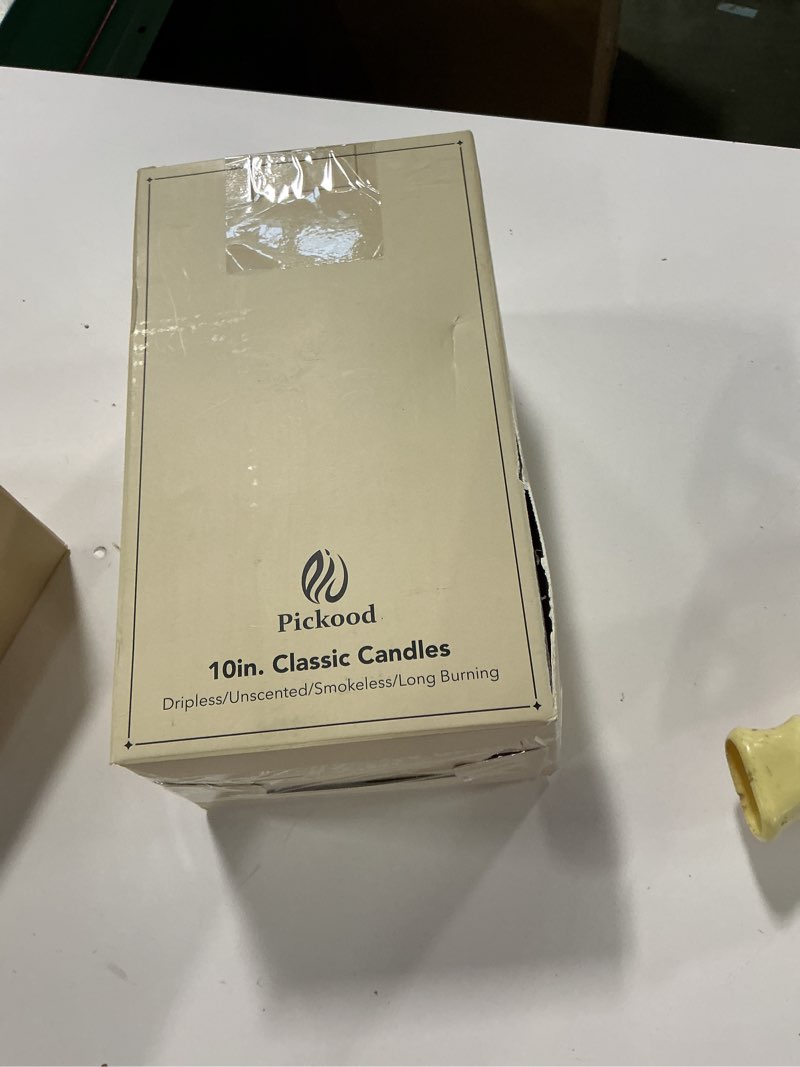 Pickood
10in. Classic Candles
Dripless/Unscented/Smokeless/Long Burning